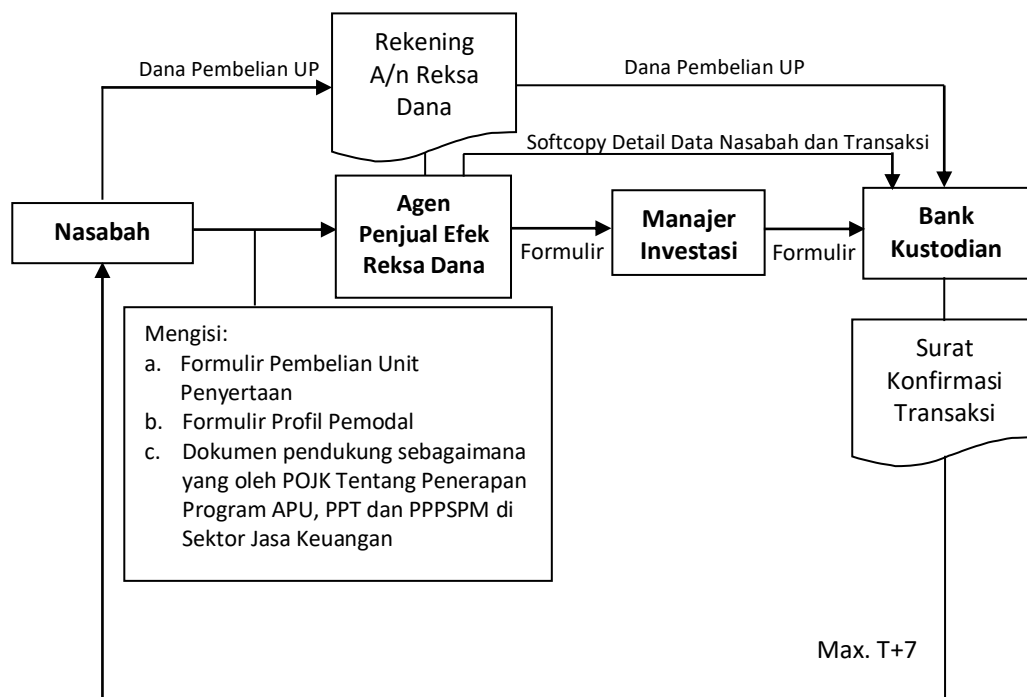 Rekening
A/n Reksa
Dana
Dana Pembelian UP
Dana Pembelian UP
Softcopy Detail Data Nasabah dan Transaksi
Nasabah
Agen
Penjual Efek
Reksa Dana
Formulir
Manajer
Investasi
Formulir
Bank
Kustodian
Mengisi:
a. Formulir Pembelian Unit
Penyertaan
b. Formulir Profil Pemodal
c. Dokumen pendukung sebagaimana
yang oleh POJK Tentang Penerapan
Program APU, PPT dan PPPSPM di
Sektor Jasa Keuangan
Surat
Konfirmasi
Transaksi
Max. T+7